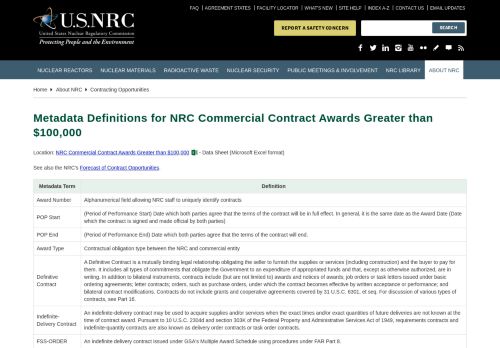 FAQ | AGREEMENT STATES | FACILITY LOCATOR | WHAT'S NEW | SITE HELP | INDEX A-Z | CONTACT US | EMAIL UPDATES
U.S.NRC
United States Nuclear Regulatory Commission
Protecting People and the Environment
REPORT A SAFETY CONCERN
SEARCH
NUCLEAR REACTORS NUCLEAR MATERIALS RADIOACTIVE WASTE NUCLEAR SECURITY PUBLIC MEETINGS & INVOLVEMENT NRC LIBRARY ABOUT NRC
Home About NRC Contracting Opportunities
Metadata Definitions for NRC Commercial Contract Awards Greater than
$100,000
Location: NRC Commercial Contract Awards Greater than $100,000 - Data Sheet (Microsoft Excel format)
See also the NRC's Forecast of Contract Opportunities.
Metadata Term Definition
Award Number Alphanumerical field allowing NRC staff to uniquely identify contracts
POP Start (Period of Performance Start) Date which both parties agree that the terms of the contract will be in full effect. In general, it is the same date as the Award Date (Date
which the contract is signed and made official by both parties)
POP End (Period of Performance End) Date which both parties agree that the terms of the contract will end.
Award Type Contractual obligation type between the NRC and commercial entity
Definitive
Contract
A Definitive Contract is a mutually binding legal relationship obligating the seller to furnish the supplies or services (including construction) and the buyer to pay for
them. It includes all types of commitments that obligate the Government to an expenditure of appropriated funds and that, except as otherwise authorized, are in
writing. In addition to bilateral instruments, contracts include (but are not limited to) awards and notices of awards; job orders or task letters issued under basic
ordering agreements; letter contracts; orders, such as purchase orders, under which the contract becomes effective by written acceptance or performance; and
bilateral contract modifications. Contracts do not include grants and cooperative agreements covered by 31 U.S.C. 6301, et seq. For discussion of various types of
contracts, see Part 16.
Indefinite-
Delivery Contract
An indefinite-delivery contract may be used to acquire supplies and/or services when the exact times and/or exact quantities of future deliveries are not known at the
time of contract award. Pursuant to 10 U.S.C. 2304d and section 303K of the Federal Property and Administrative Services Act of 1949, requirements contracts and
indefinite-quantity contracts are also known as delivery order contracts or task order contracts.
FSS-ORDER An indefinite delivery contract issued under GSA's Multiple Award Schedule using procedures under FAR Part 8.